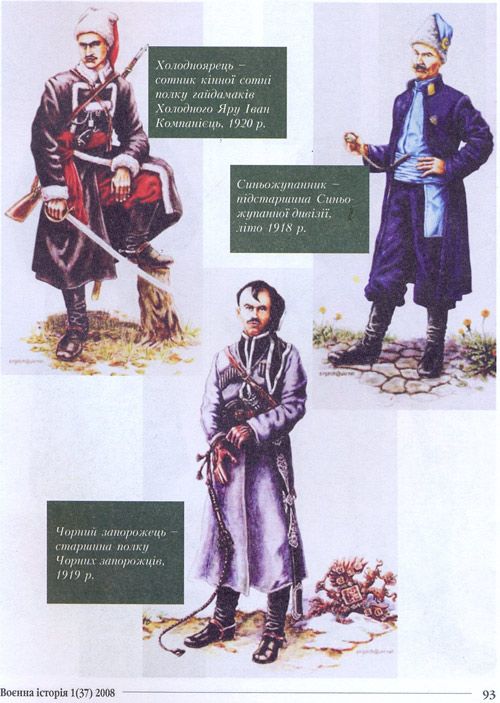 Холодноярець –
сотник кінної сотні
полку гайдамаків
Холодного Яру Іван
Компанієць, 1920 р.
Синьожупанник –
підстаршина Синьо-
жупанної дивізії,
літо 1918 р.
Чорний запорожець –
старшина полку
Чорних запорожців,
1919 р.
Воєнна історія 1(37) 2008
93